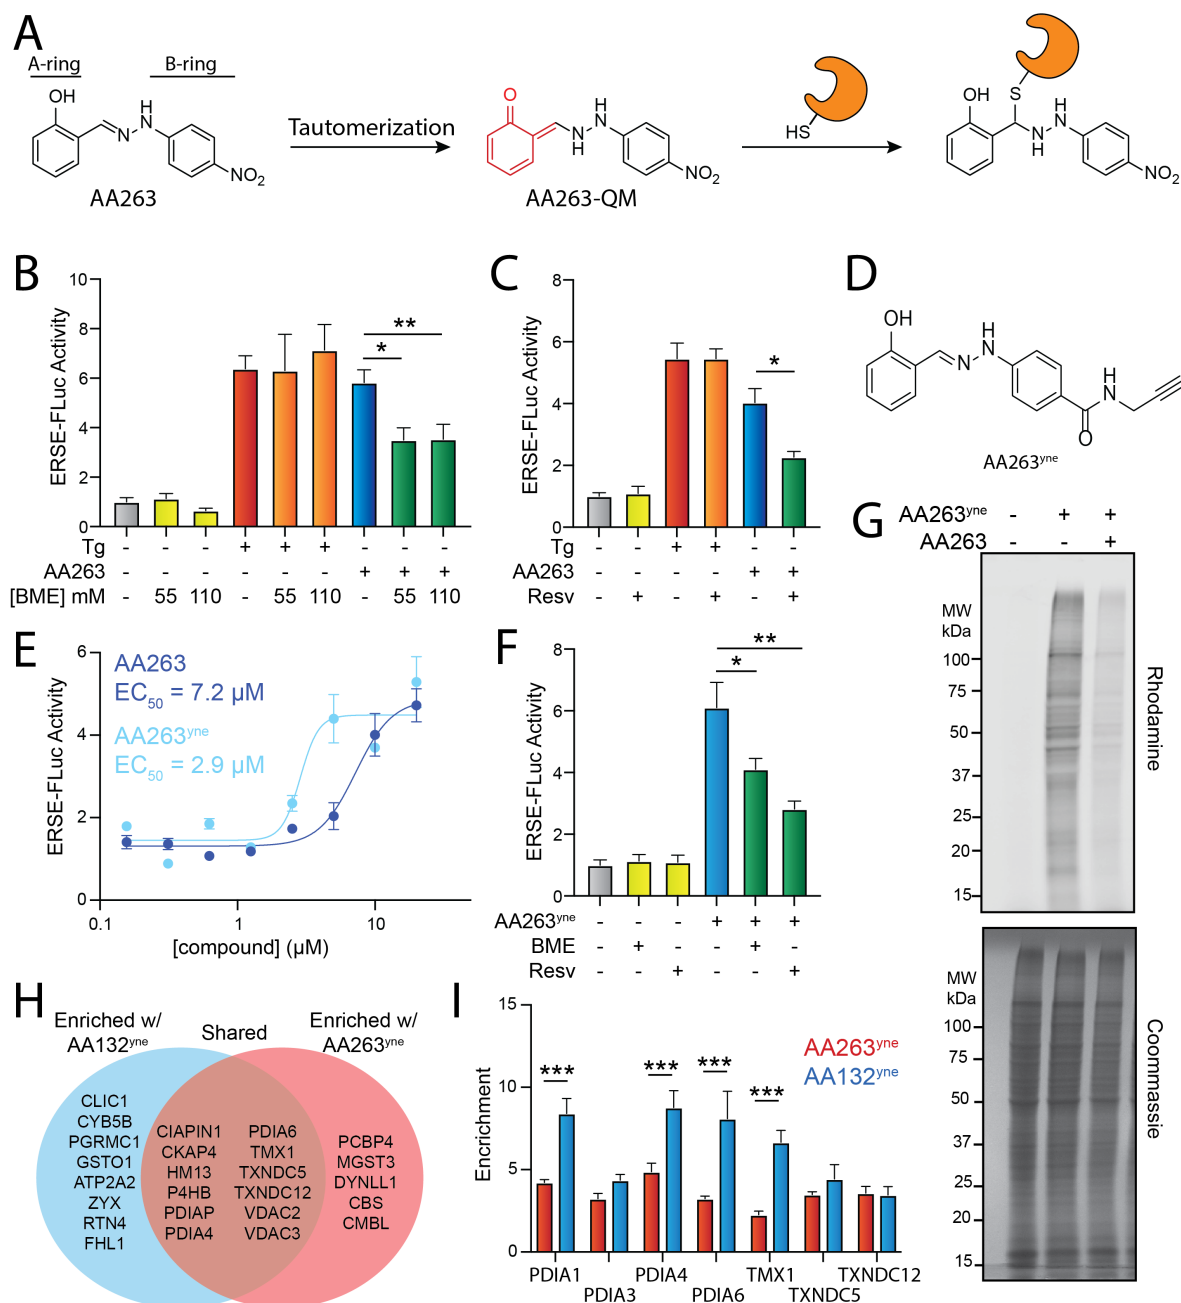 A
A-ring
B-ring
OH
H
N
N
NO2
AA263
Tautomerization
O
H
N
N
H
NO2
AA263-QM
HS
S
OH
H
N
N
H
NO2
B
ERSE-FLuc Activity
10
8
6
4
2
0
**
*
Tg - - - + + + - - -
AA263 - - - - - - + + +
[BME] mM - 55 110 - 55 110 - 55 110
C
ERSE-FLuc Activity
8
6
4
2
0
*
Tg - - + + - -
AA263 - - - - + +
Resv - + - + - +
D
OH
H
N
N
H
N
O
AA263yne
E
ERSE-FLuc Activity
6
4
2
0
AA263
EC50 = 7.2 µM
AA263yne
EC50 = 2.9 µM
0.1 1 10
[compound] (µM)
F
ERSE-FLuc Activity
8
6
4
2
0
**
*
AA263yne - - - + + +
BME - + - - + -
Resv - - + - - +
G
AA263yne - + +
AA263 - - +
MW
kDa
100
75
50
37
25
20
15
Rhodamine
MW
kDa
100
75
50
37
25
20
15
Coommassie
H
Enriched w/
AA132yne
Shared
Enriched w/
AA263yne
CLIC1
CYB5B
PGRMC1
GSTO1
ATP2A2
ZYX
RTN4
FHL1
CIAPIN1
CKAP4
HM13
P4HB
PDIAP
PDIA4
PDIA6
TMX1
TXNDC5
TXNDC12
VDAC2
VDAC3
PCBP4
MGST3
DYNLL1
CBS
CMBL
I
Encrichment
15
10
5
0
AA263yne
AA132yne
***
***
***
***
PDIA1
PDIA3
PDIA4
PDIA6
TMX1
TXNDC5
TXNDC12